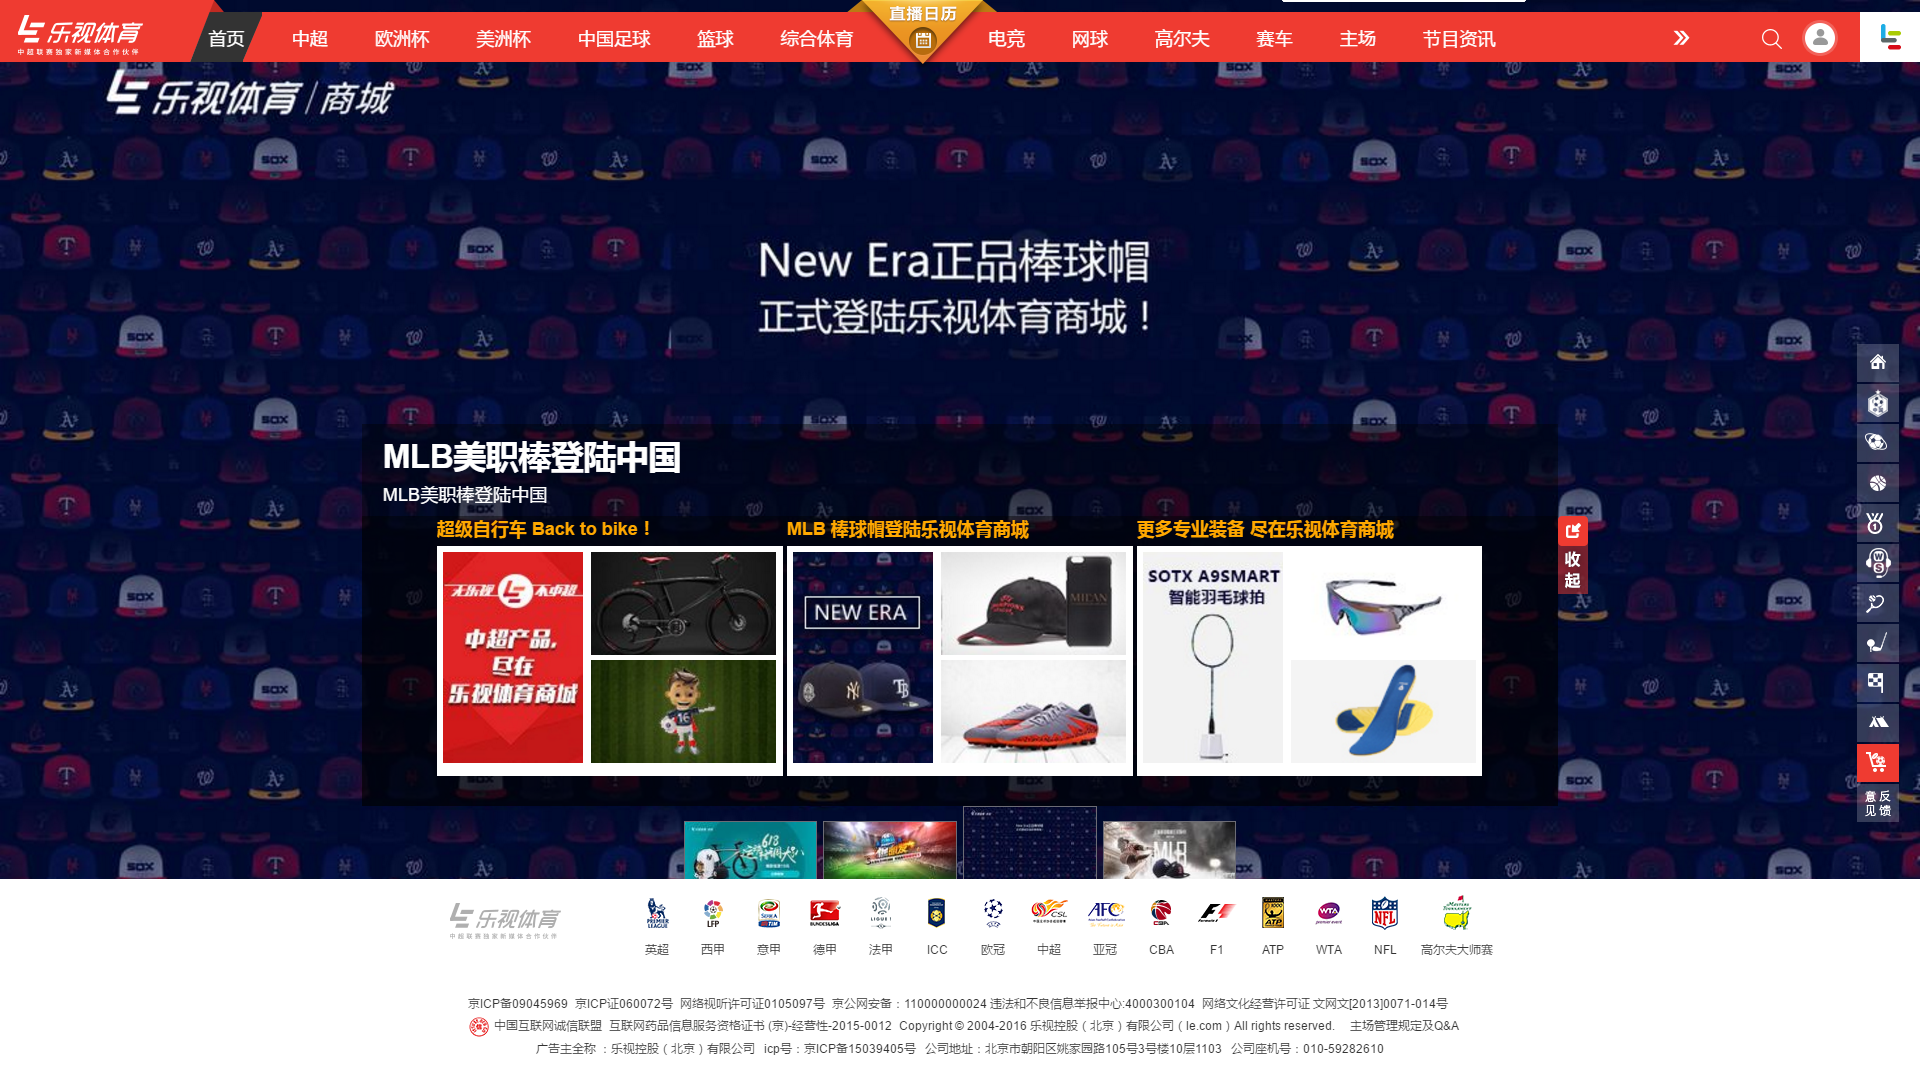 乐视体育
中超联赛独家新媒体合作伙伴
首页 中超 欧洲杯 美洲杯 中国足球 篮球 综合体育 直播日历 电竞 网球 高尔夫 赛车 主场 节目资讯
乐视体育/商城
New Era正品棒球帽
正式登陆乐视体育商城！
MLB美职棒登陆中国
MLB美职棒登陆中国
超级自行车 Back to bike！ MLB 棒球帽登陆乐视体育商城 更多专业装备 尽在乐视体育商城
收起
无乐视 不中超
中超产品,
尽在
乐视体育商城
NEW ERA
MILAN
SOTX A9SMART
智能羽毛球拍
意见反馈
618
MLB
乐视体育
中超联赛独家新媒体合作伙伴
英超 西甲 意甲 德甲 法甲 ICC 欧冠 中超 亚冠 CBA F1 ATP WTA NFL 高尔夫大师赛
京ICP备09045969 京ICP证060072号 网络视听许可证0105097号 京公网安备：110000000024 违法和不良信息举报中心:4000300104 网络文化经营许可证 文网文[2013]0071-014号
中国互联网诚信联盟 互联网药品信息服务资格证书 (京)-经营性-2015-0012 Copyright © 2004-2016 乐视控股（北京）有限公司（le.com）All rights reserved. 主场管理规定及Q&A
广告主全称 ：乐视控股（北京）有限公司 icp号：京ICP备15039405号 公司地址：北京市朝阳区姚家园路105号3号楼10层1103 公司座机号：010-59282610